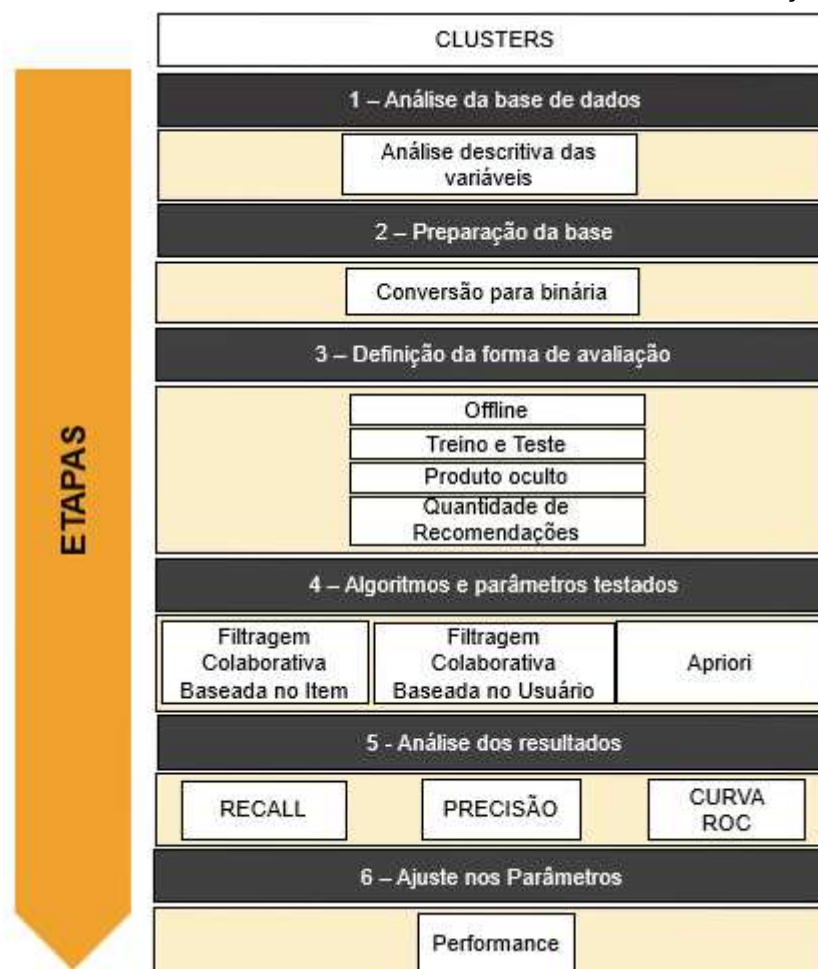 CLUSTERS
ETAPAS
1 – Análise da base de dados
Análise descritiva das
variáveis
2 – Preparação da base
Conversão para binária
3 – Definição da forma de avaliação
Offline
Treino e Teste
Produto oculto
Quantidade de
Recomendações
4 – Algoritmos e parâmetros testados
Filtragem
Colaborativa
Baseada no Item
Filtragem
Colaborativa
Baseada no Usuário
Apriori
5 - Análise dos resultados
RECALL
PRECISÃO
CURVA
ROC
6 – Ajuste nos Parâmetros
Performance